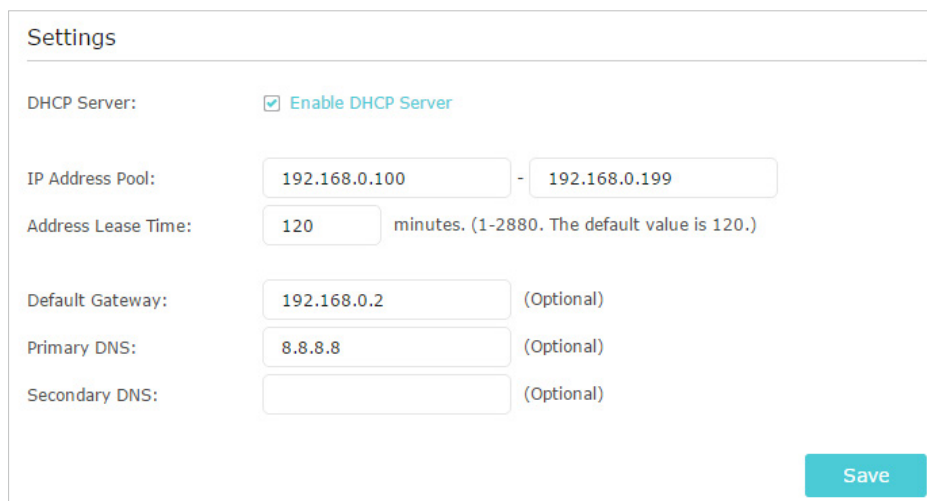 Settings
DHCP Server: Enable DHCP Server
IP Address Pool: 192.168.0.100 - 192.168.0.199
Address Lease Time: 120 minutes. (1-2880. The default value is 120.)
Default Gateway: 192.168.0.2 (Optional)
Primary DNS: 8.8.8.8 (Optional)
Secondary DNS: (Optional)
Save